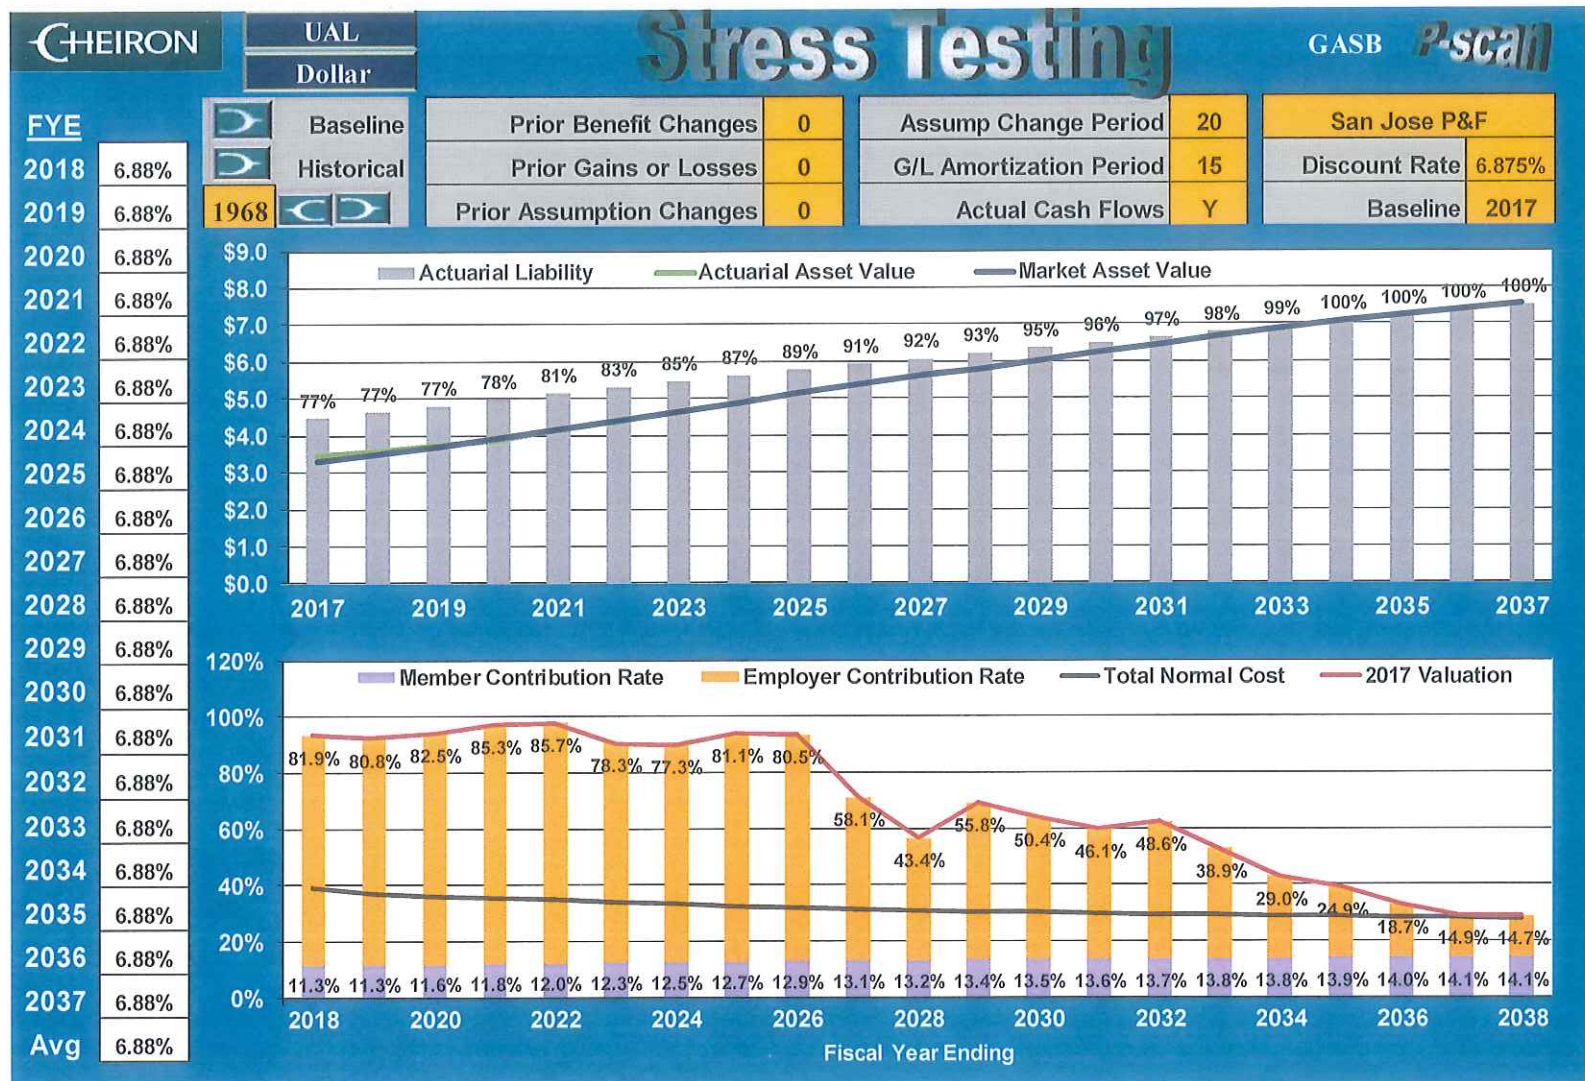 CHEIRON
UAL
Dollar
Stress Testing
GASB P-scan
FYE
2018 6.88%
2019 6.88%
2020 6.88%
2021 6.88%
2022 6.88%
2023 6.88%
2024 6.88%
2025 6.88%
2026 6.88%
2027 6.88%
2028 6.88%
2029 6.88%
2030 6.88%
2031 6.88%
2032 6.88%
2033 6.88%
2034 6.88%
2035 6.88%
2036 6.88%
2037 6.88%
Avg 6.88%
Baseline
Historical
1968
Prior Benefit Changes 0
Prior Gains or Losses 0
Prior Assumption Changes 0
Assump Change Period 20
G/L Amortization Period 15
Actual Cash Flows Y
San Jose P&F
Discount Rate 6.875%
Baseline 2017
Actuarial Liability Actuarial Asset Value Market Asset Value
$9.0
$8.0
$7.0
$6.0
$5.0
$4.0
$3.0
$2.0
$1.0
$0.0
77% 77% 77% 78% 81% 83% 85% 87% 89% 91% 92% 93% 95% 96% 97% 98% 99% 100% 100% 100% 100%
2017 2019 2021 2023 2025 2027 2029 2031 2033 2035 2037
Member Contribution Rate Employer Contribution Rate Total Normal Cost 2017 Valuation
120%
100%
80%
60%
40%
20%
0%
81.9% 80.8% 82.5% 85.3% 85.7% 78.3% 77.3% 81.1% 80.5% 58.1% 43.4% 55.8% 50.4% 46.1% 48.6% 38.9% 29.0% 24.9% 18.7% 14.9% 14.7%
11.3% 11.3% 11.6% 11.8% 12.0% 12.3% 12.5% 12.7% 12.9% 13.1% 13.2% 13.4% 13.5% 13.6% 13.7% 13.8% 13.8% 13.9% 14.0% 14.1% 14.1%
2018 2020 2022 2024 2026 2028 2030 2032 2034 2036 2038
Fiscal Year Ending